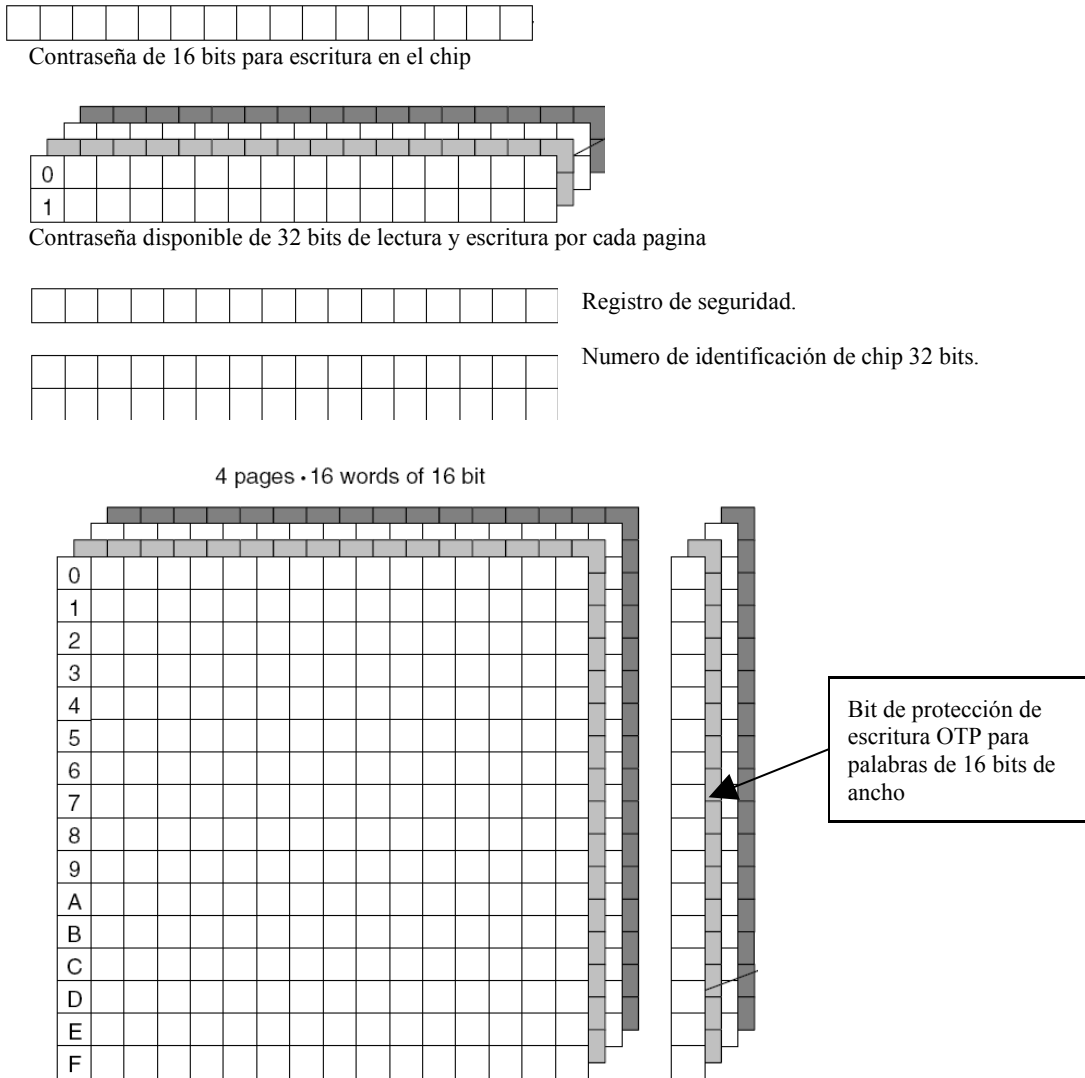 Contraseña de 16 bits para escritura en el chip
0
1
Contraseña disponible de 32 bits de lectura y escritura por cada pagina
Registro de seguridad.
Numero de identificación de chip 32 bits.
4 pages • 16 words of 16 bit
0
1
2
3
4
5
6
7
8
9
A
B
C
D
E
F
Bit de protección de
escritura OTP para
palabras de 16 bits de
ancho